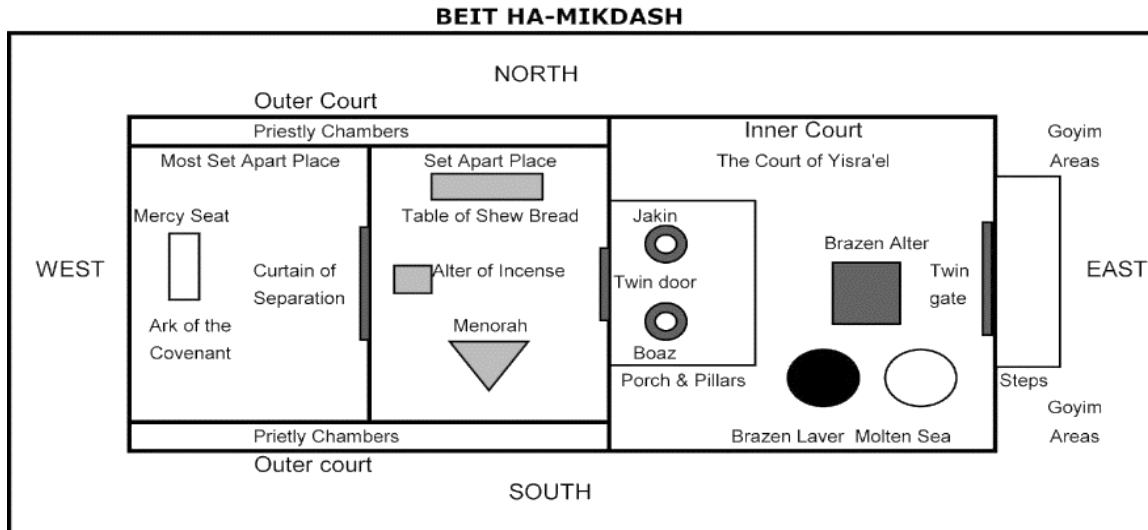 BEIT HA-MIKDASH
NORTH
Outer Court
Priestly Chambers
Inner Court
Goyim
Areas
Most Set Apart Place
Set Apart Place
The Court of Yisra'el
Mercy Seat
Table of Shew Bread
Jakin
Brazen Alter
WEST
Curtain of
Separation
Alter of Incense
Twin door
Twin
gate
EAST
Ark of the
Covenant
Menorah
Boaz
Porch & Pillars
Steps
Goyim
Areas
Prietly Chambers
Brazen Laver Molten Sea
Outer court
SOUTH